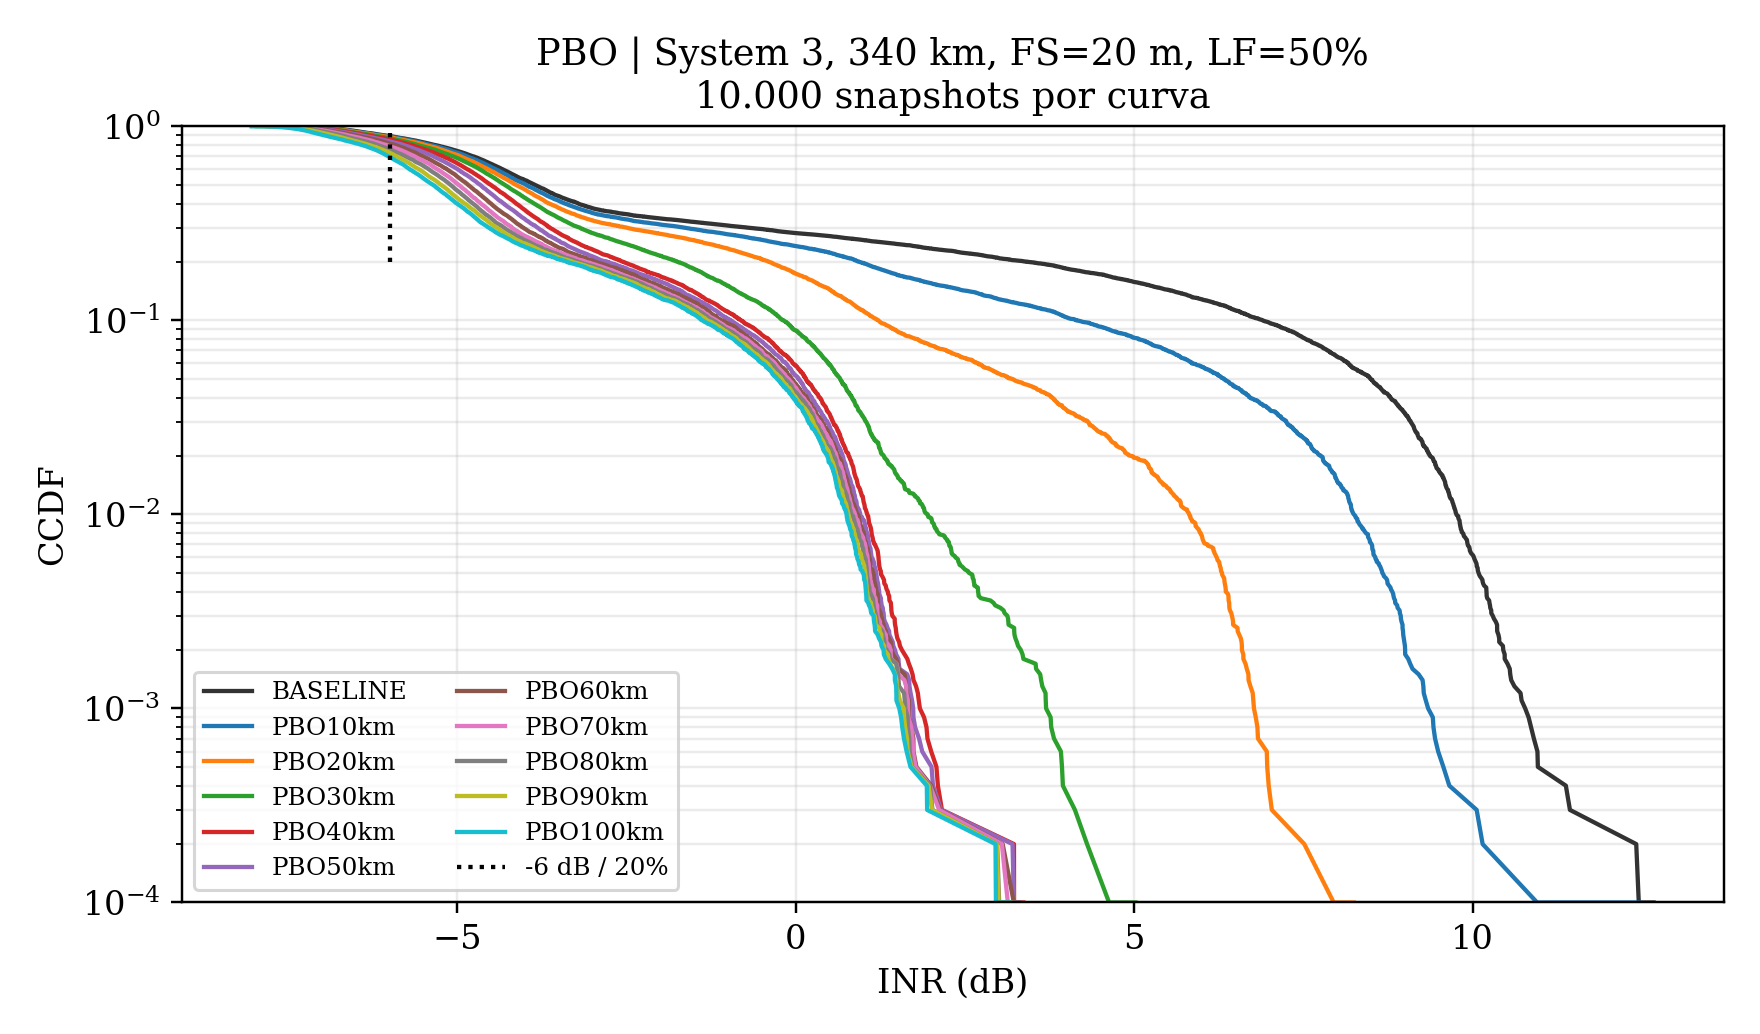 PBO | System 3, 340 km, FS=20 m, LF=50%
10.000 snapshots por curva
10⁰
10⁻¹
10⁻²
10⁻³
10⁻⁴
CCDF
BASELINE
PBO10km
PBO20km
PBO30km
PBO40km
PBO50km
PBO60km
PBO70km
PBO80km
PBO90km
PBO100km
-6 dB / 20%
−5
0
5
10
INR (dB)